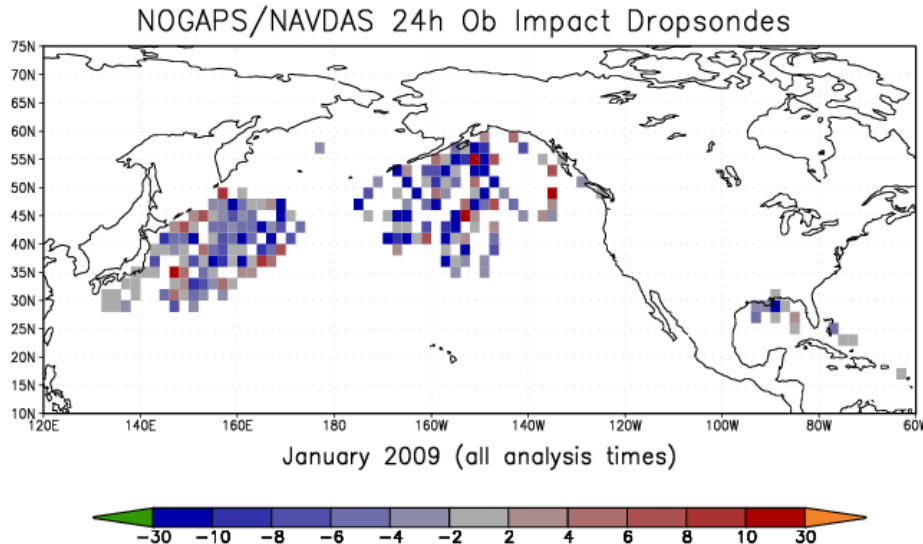 NOGAPS/NAVDAS 24h Ob Impact Dropsondes
75N
70N
65N
60N
55N
50N
45N
40N
35N
30N
25N
20N
15N
10N
120E 140E 160E 180 160W 140W 120W 100W 80W 60W
January 2009 (all analysis times)
-30 -10 -8 -6 -4 -2 2 4 6 8 10 30